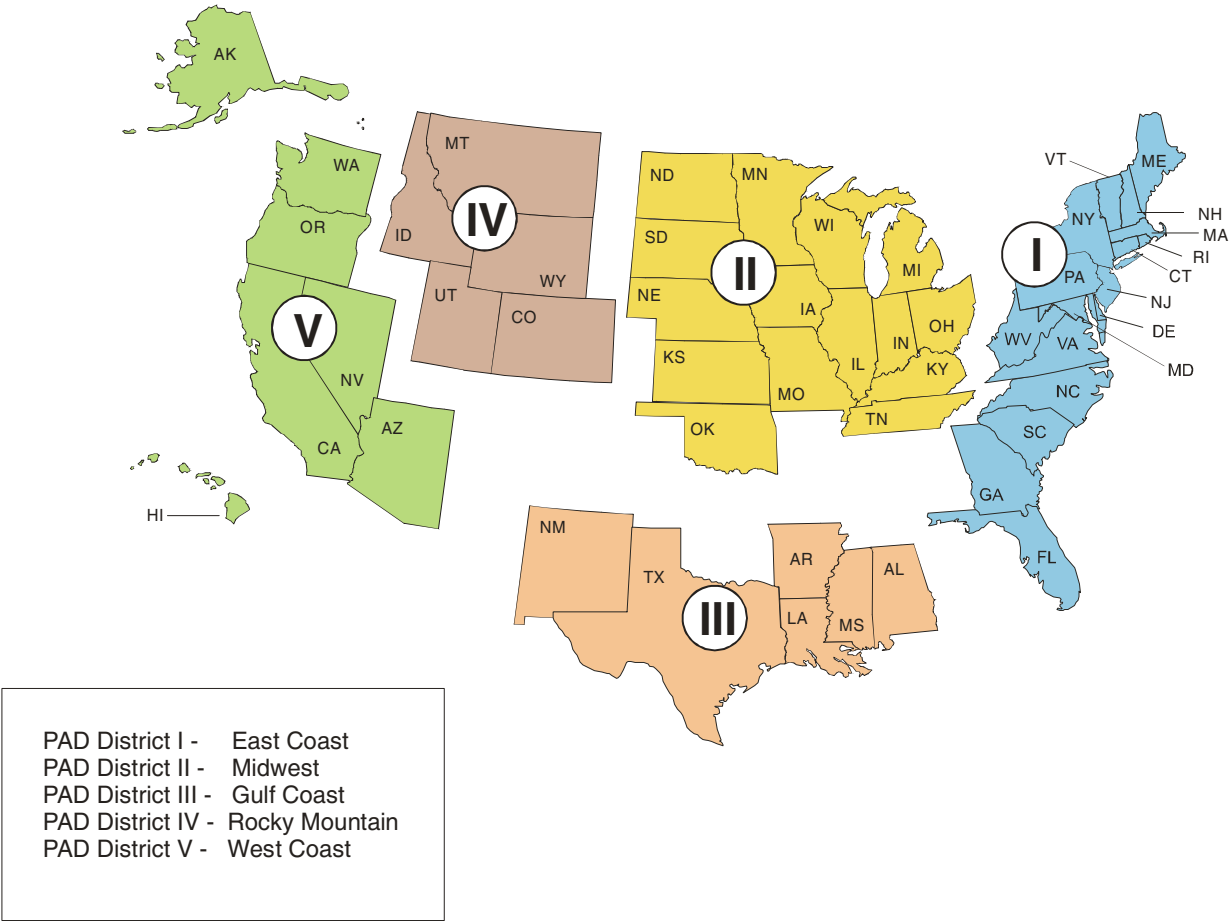 AK
WA
OR
HI
CA
NV
AZ
V
MT
ID
WY
UT
CO
IV
ND
SD
NE
KS
OK
MN
IA
MO
WI
IL
MI
IN
OH
KY
TN
II
NM
TX
AR
LA
MS
AL
III
VT
ME
NY
NH
MA
RI
CT
PA
NJ
DE
MD
WV
VA
NC
SC
GA
FL
I
PAD District I - East Coast
PAD District II - Midwest
PAD District III - Gulf Coast
PAD District IV - Rocky Mountain
PAD District V - West Coast